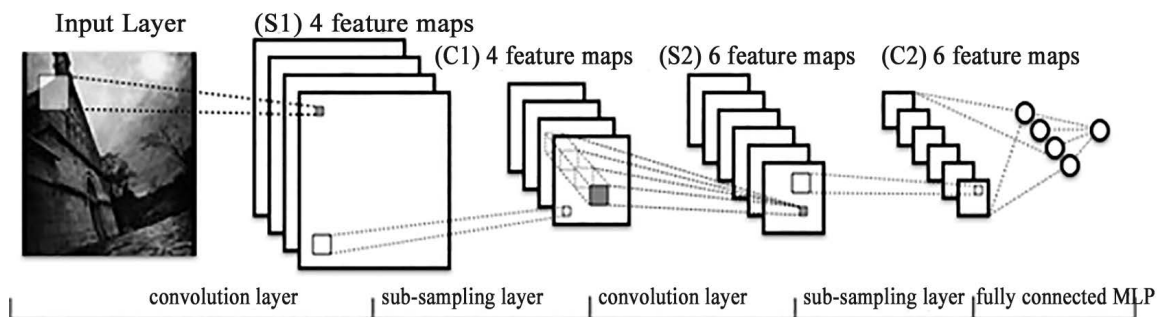 Input Layer
(S1) 4 feature maps
(C1) 4 feature maps
(S2) 6 feature maps
(C2) 6 feature maps
convolution layer
sub-sampling layer
convolution layer
sub-sampling layer
fully connected MLP